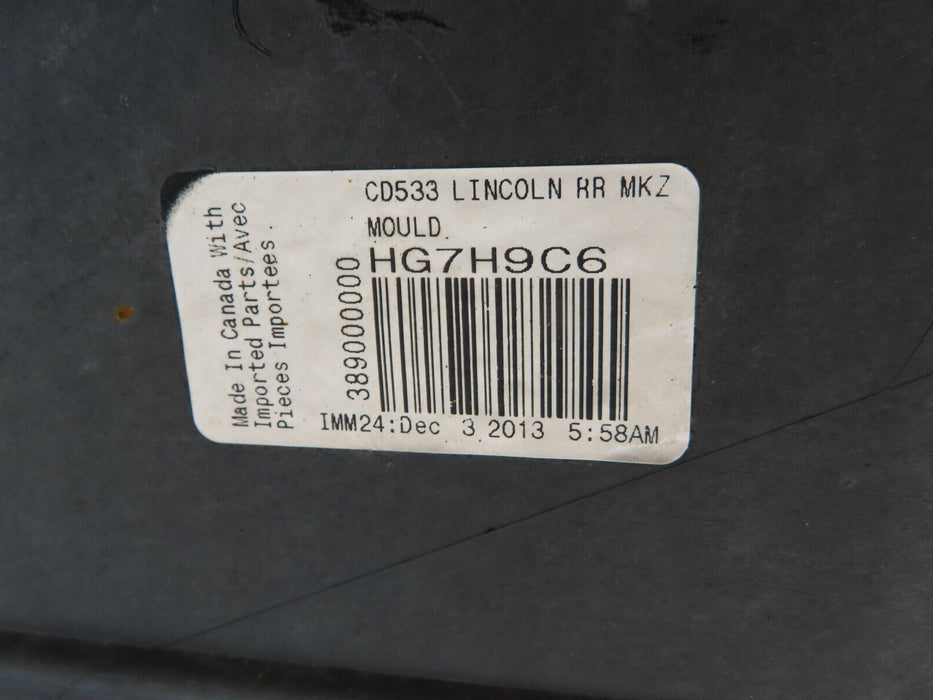 CD533 LINCOLN RR MKZ
MOULD.
HG7H9C6
389000000
Made In Canada With
Imported Parts/Avec
Pieces Importees.
IMM24:Dec 3 2013 5:58AM